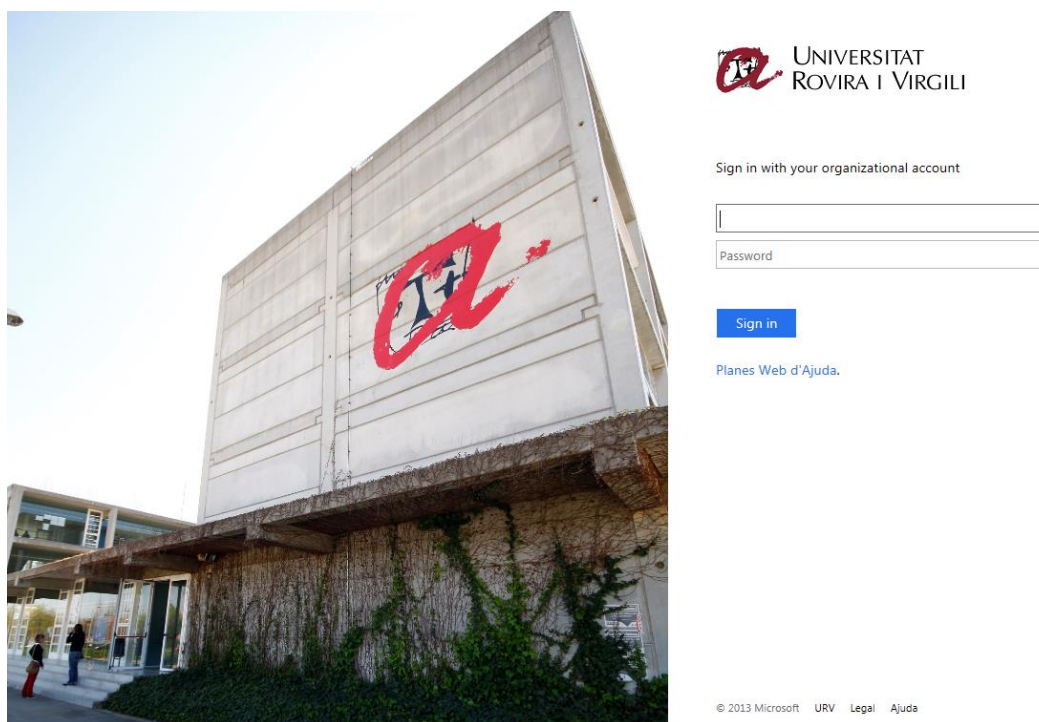 UNIVERSITAT
ROVIRA I VIRGILI
Sign in with your organizational account
Password
Sign in
Planes Web d'Ajuda.
© 2013 Microsoft URV Legal Ajuda